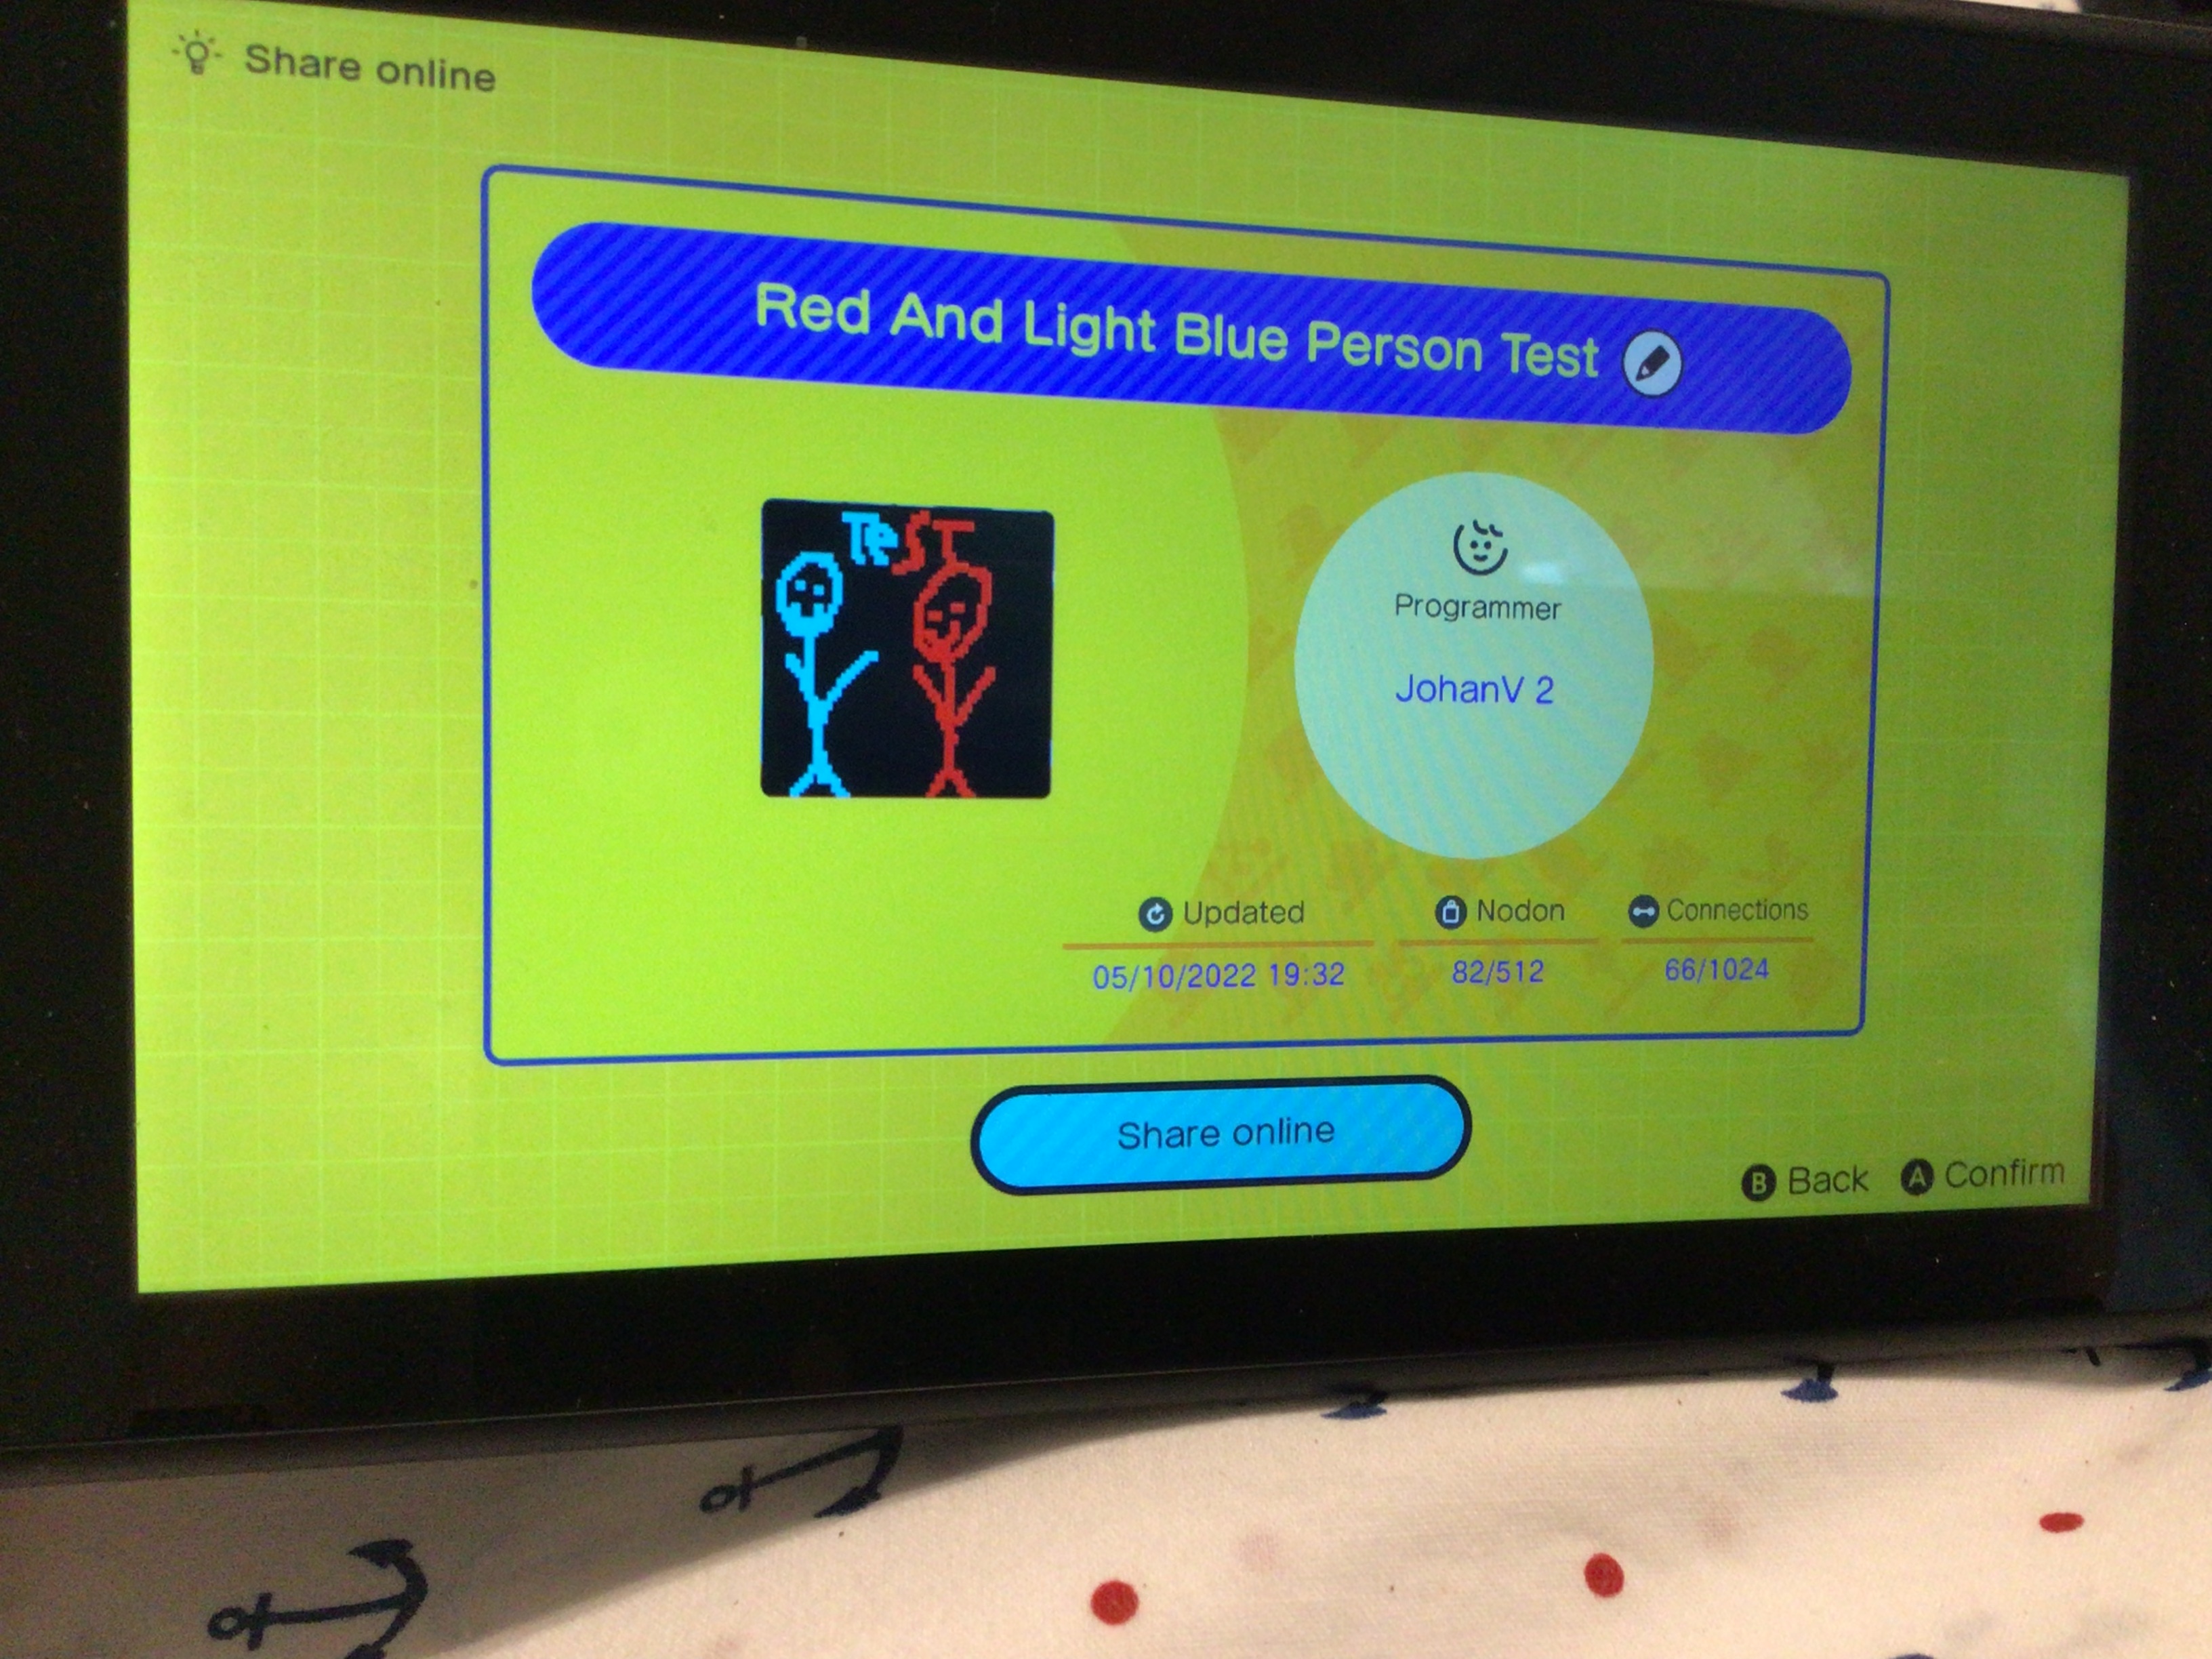 Share online
Red And Light Blue Person Test
TeST
Programmer
JohanV 2
Updated
Nodon
Connections
05/10/2022 19:32
82/512
66/1024
Share online
B Back
A Confirm